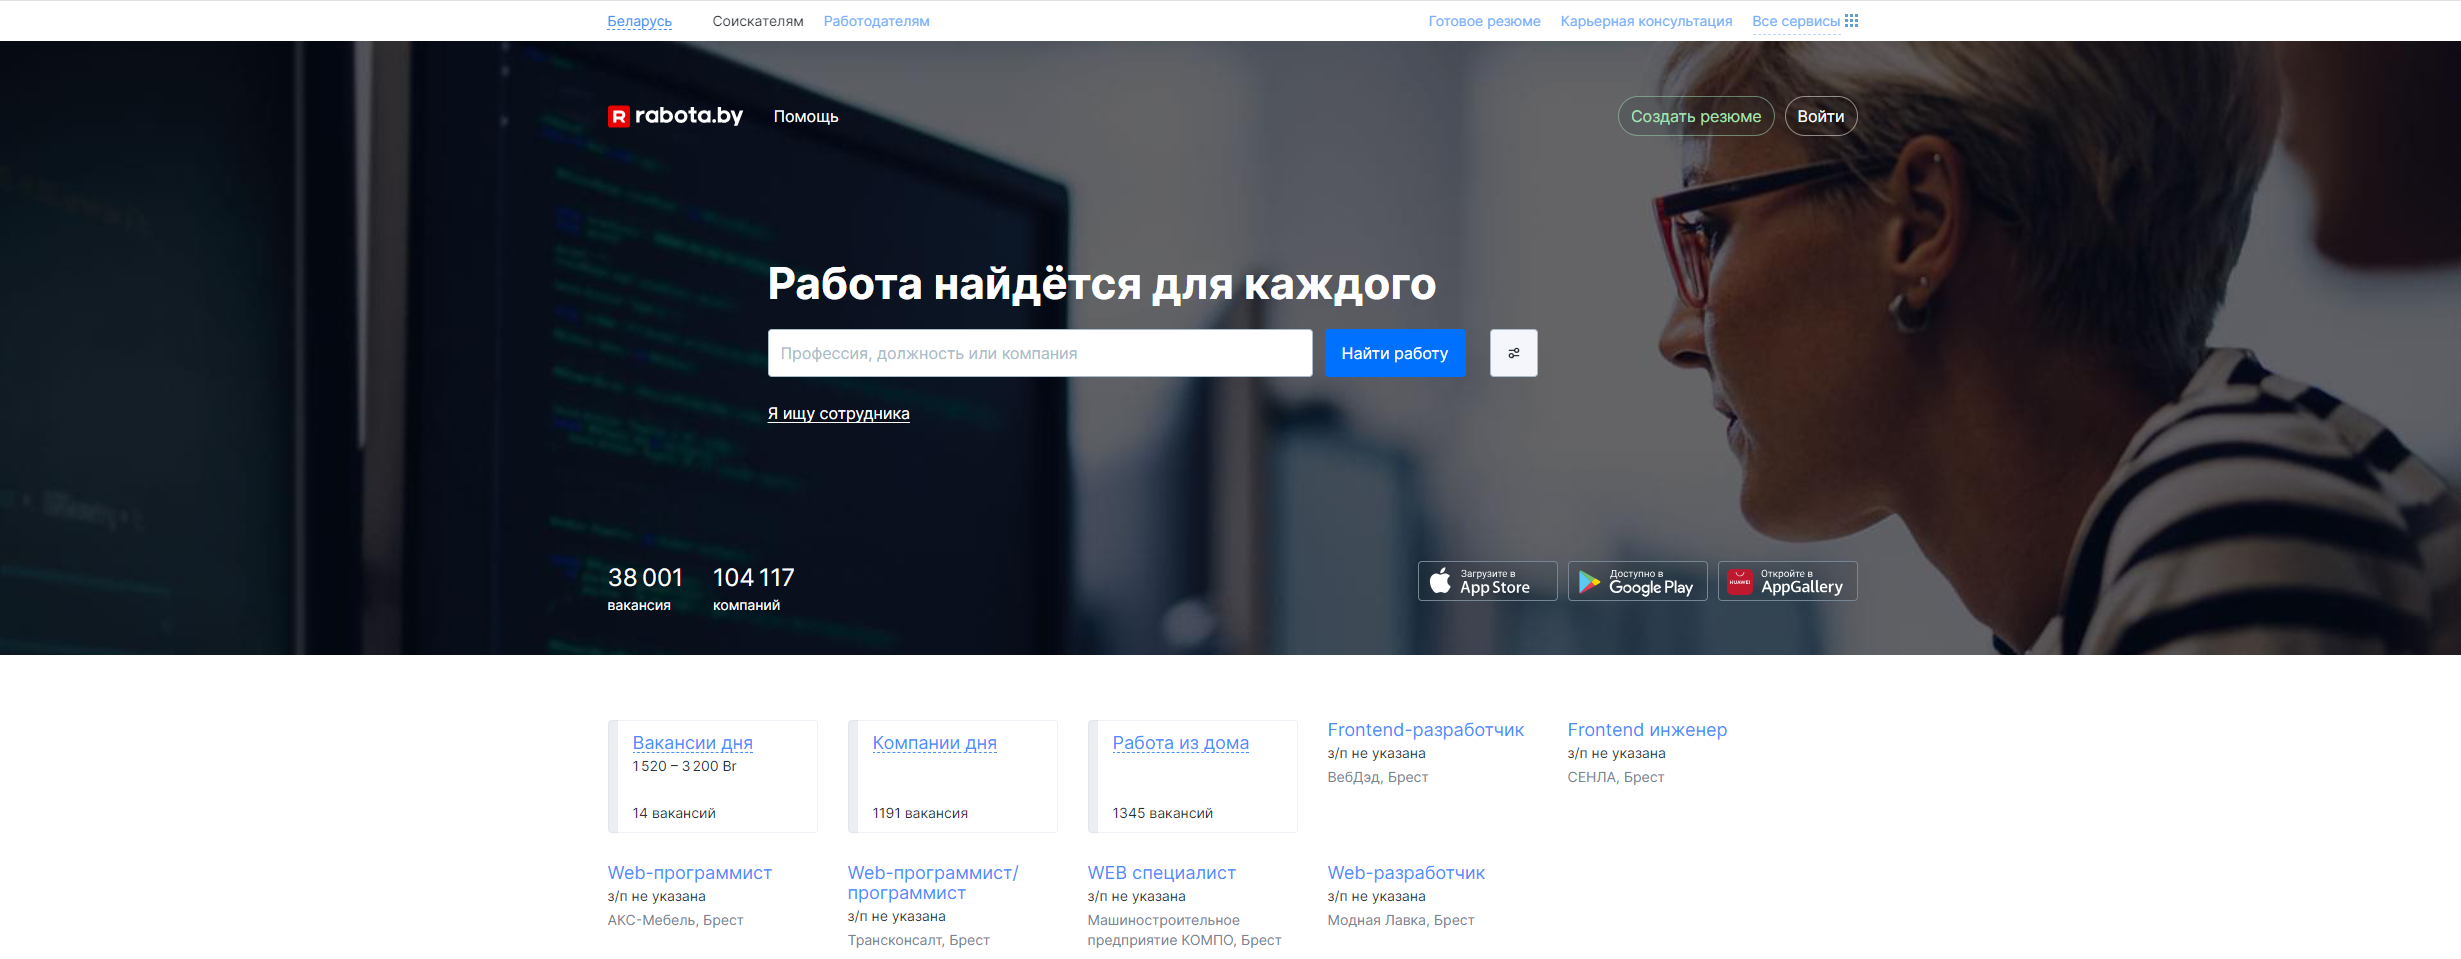 Беларусь Соискателям Работодателям Готовое резюме Карьерная консультация Все сервисы
rabota.by Помощь Создать резюме Войти
Работа найдётся для каждого
Профессия, должность или компания Найти работу
Я ищу сотрудника
38 001 104 117
вакансия компаний
Загрузите в
App Store
Доступно в
Google Play
HUAWEI
Откройте в
AppGallery
Вакансии дня
1 520 – 3 200 Br
14 вакансий
Компании дня
1191 вакансия
Работа из дома
1345 вакансий
Frontend-разработчик
з/п не указана
ВебДэд, Брест
Frontend инженер
з/п не указана
СЕНЛА, Брест
Web-программист
з/п не указана
АКС-Мебель, Брест
Web-программист/
программист
з/п не указана
Трансконсалт, Брест
WEB специалист
з/п не указана
Машиностроительное
предприятие КОМПО, Брест
Web-разработчик
з/п не указана
Модная Лавка, Брест